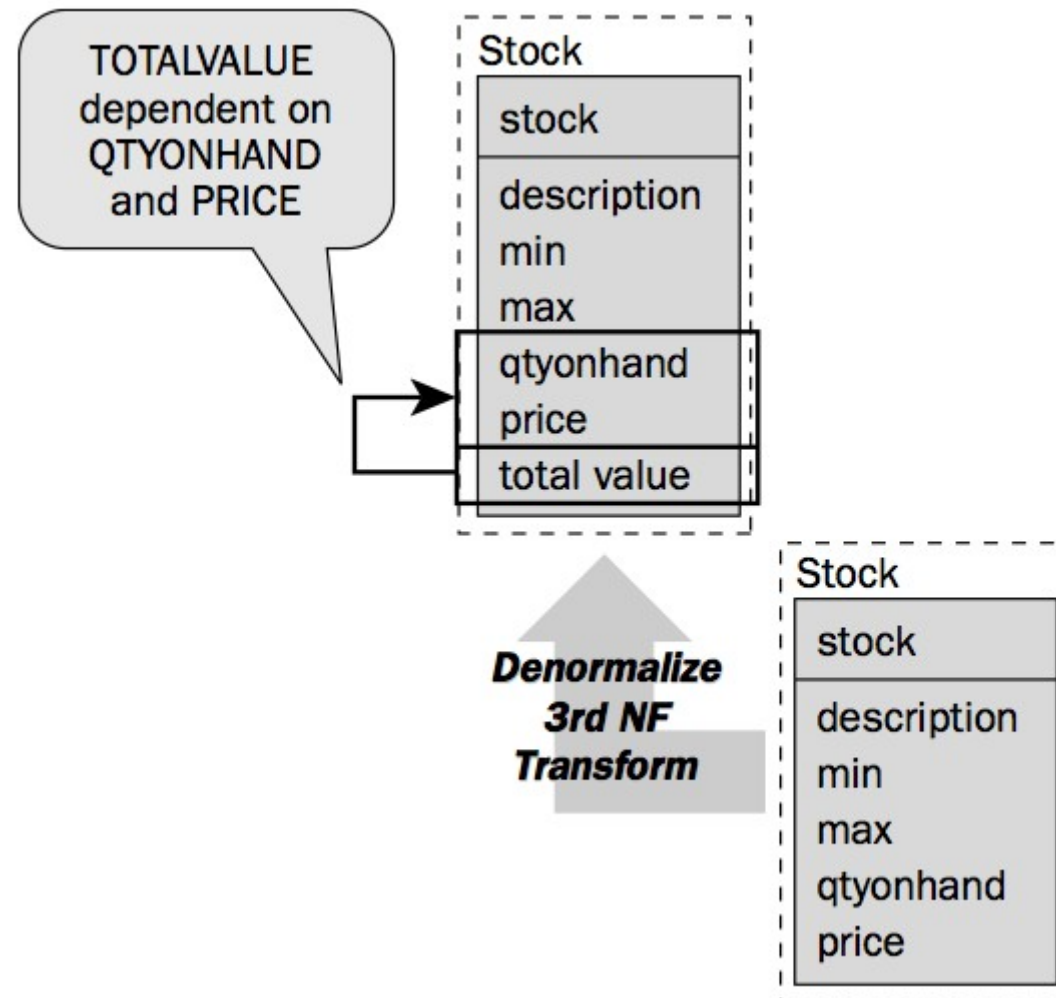 TOTALVALUE
dependent on
QTYONHAND
and PRICE
Stock
stock
description
min
max
qtyonhand
price
total value
Denormalize
3rd NF
Transform
Stock
stock
description
min
max
qtyonhand
price